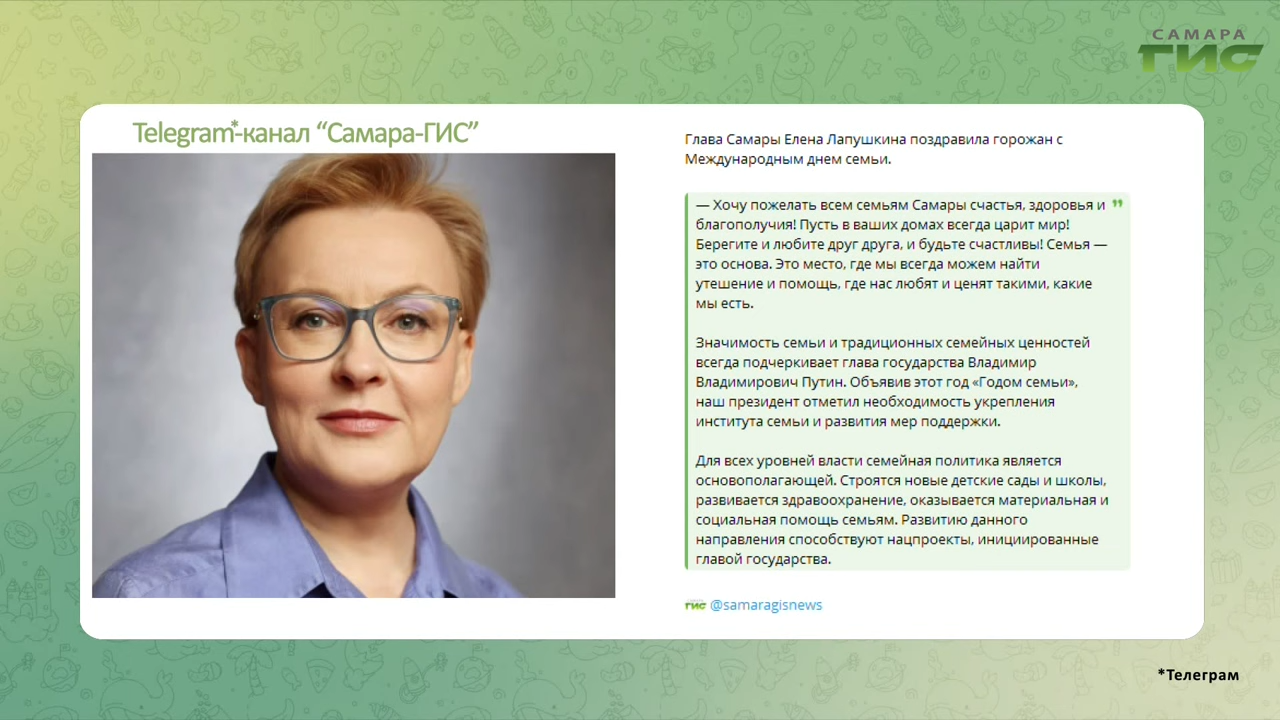 САМАРА
ГИС
Telegram*-канал “Самара-ГИС”
Глава Самары Елена Лапушкина поздравила горожан с
Международным днем семьи.
— Хочу пожелать всем семьям Самары счастья, здоровья и
благополучия! Пусть в ваших домах всегда царит мир!
Берегите и любите друг друга, и будьте счастливы! Семья —
это основа. Это место, где мы всегда можем найти
утешение и помощь, где нас любят и ценят такими, какие
мы есть.
Значимость семьи и традиционных семейных ценностей
всегда подчеркивает глава государства Владимир
Владимирович Путин. Объявив этот год «Годом семьи»,
наш президент отметил необходимость укрепления
института семьи и развития мер поддержки.
Для всех уровней власти семейная политика является
основополагающей. Строятся новые детские сады и школы,
развивается здравоохранение, оказывается материальная и
социальная помощь семьям. Развитию данного
направления способствуют нацпроекты, инициированные
главой государства.
ГИС @samaragisnews
*Телеграм